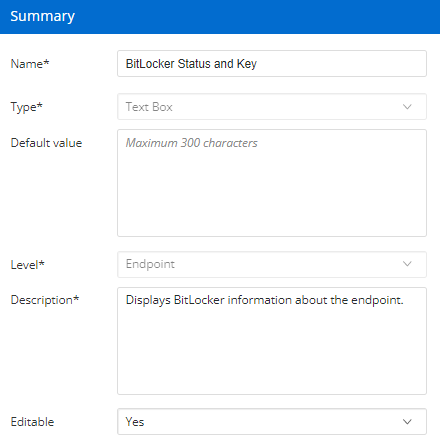 Summary
Name* BitLocker Status and Key
Type* Text Box
Default value Maximum 300 characters
Level* Endpoint
Description* Displays BitLocker information about the endpoint.
Editable Yes